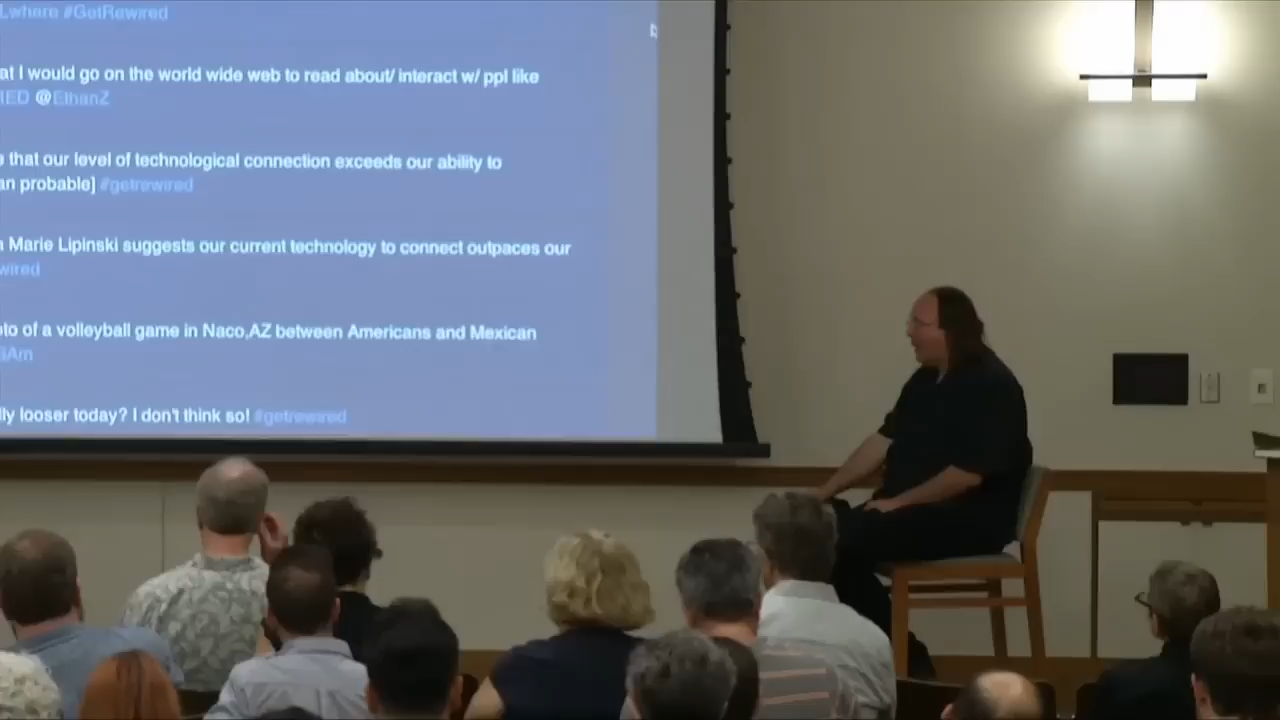 Lwhare #GetRewired
at I would go on the world wide web to read about/ interact w/ ppl like
IED @EthanZ
e that our level of technological connection exceeds our ability to
an probable] #getrewired
n Marie Lipinski suggests our current technology to connect outpaces our
wired
oto of a volleyball game in Naco,AZ between Americans and Mexican
GAm
lly looser today? I don't think so! #getrewired